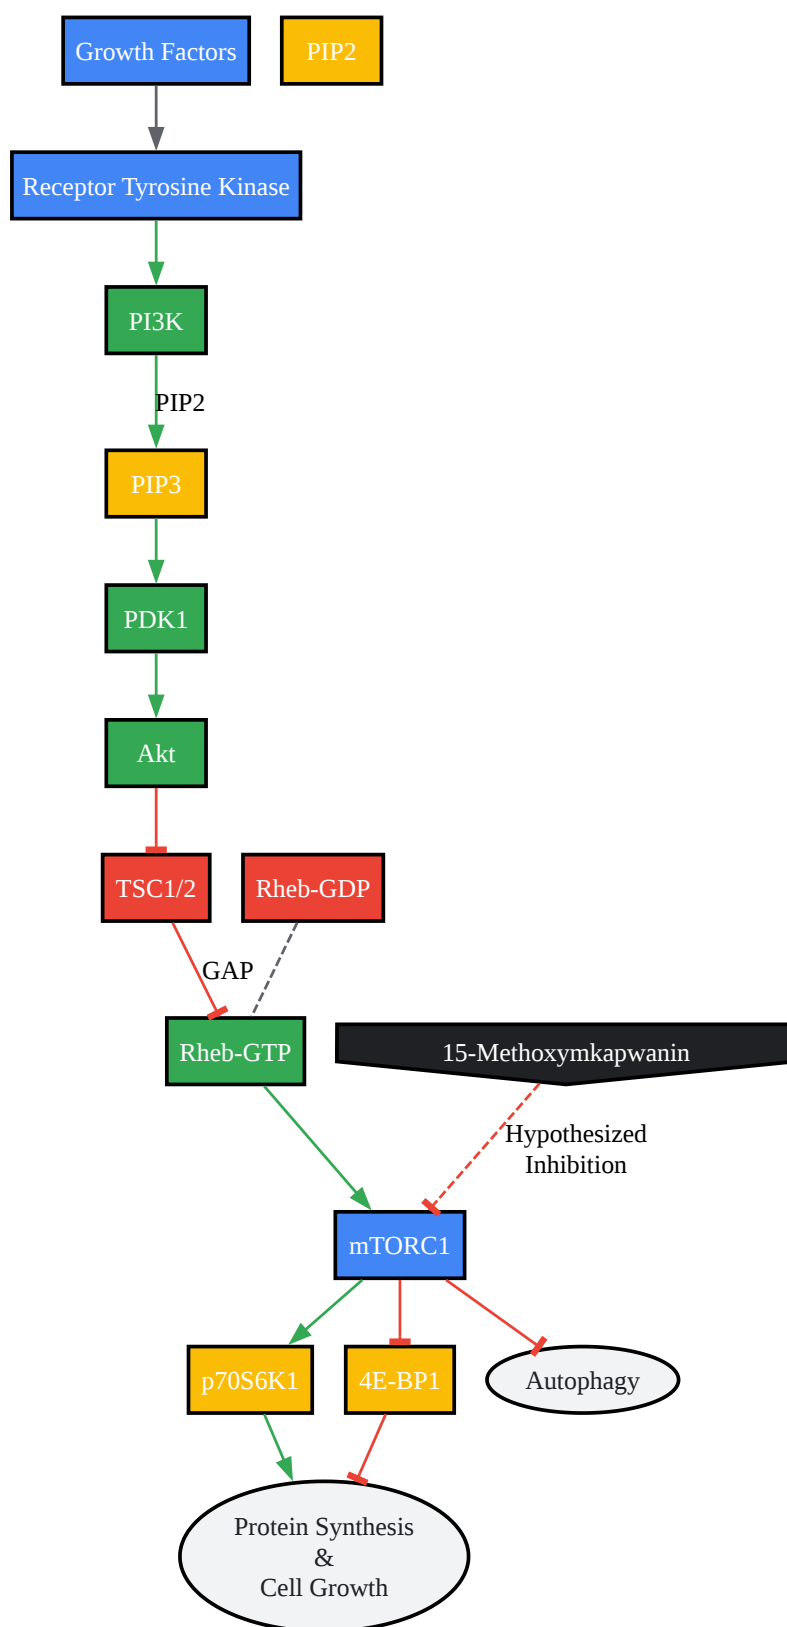 Growth Factors
PIP2
Receptor Tyrosine Kinase
PI3K
PIP2
PIP3
PDK1
Akt
TSC1/2
Rheb-GDP
GAP
Rheb-GTP
15-Methoxymkapwanin
Hypothesized
Inhibition
mTORC1
p70S6K1
4E-BP1
Autophagy
Protein Synthesis
&
Cell Growth